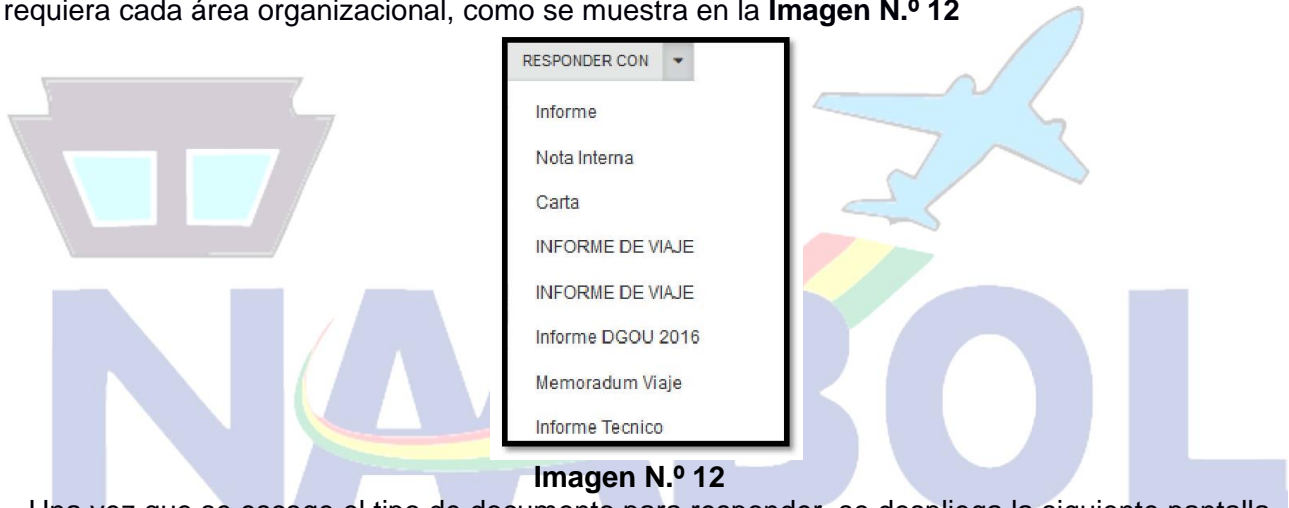 requiera cada área organizacional, como se muestra en la Imagen N.º 12
RESPONDER CON
Informe
Nota Interna
Carta
INFORME DE VIAJE
INFORME DE VIAJE
Informe DGOU 2016
Memoradum Viaje
Informe Tecnico
NAABOL
Imagen N.º 12
Una vez que se escoge el tipo de documento para responder, se despliega la siguiente pantalla